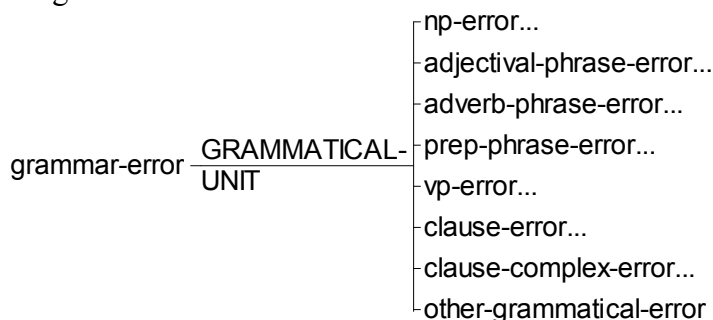 np-error...
adjectival-phrase-error...
adverb-phrase-error...
grammar-error GRAMMATICAL- prep-phrase-error...
UNIT
vp-error...
clause-error...
clause-complex-error...
other-grammatical-error